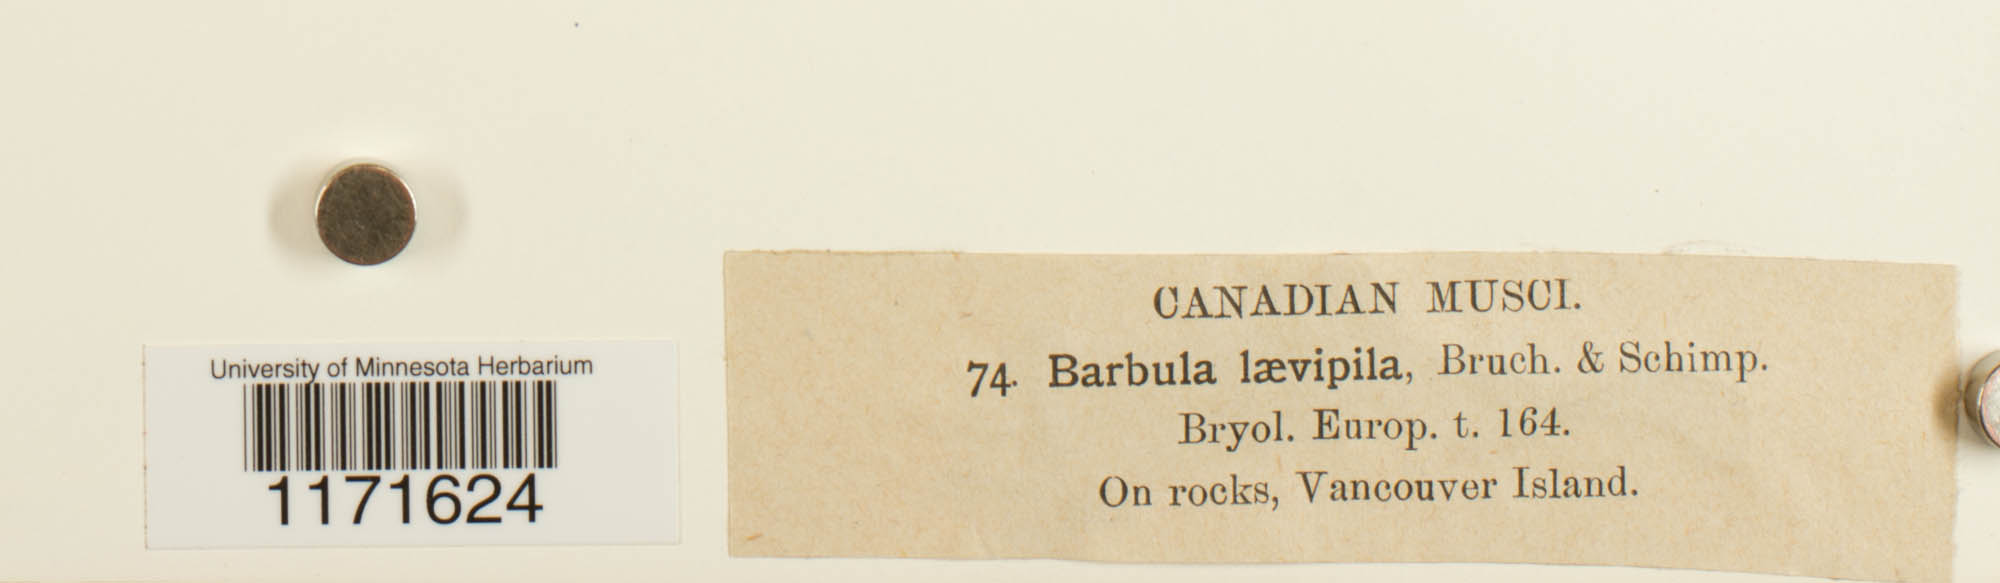 University of Minnesota Herbarium
1171624
CANADIAN MUSCI.
74. Barbula lævipila, Bruch. & Schimp.
Bryol. Europ. t. 164.
On rocks, Vancouver Island.